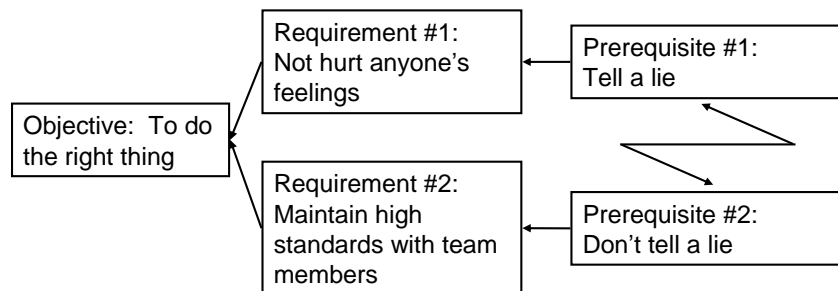 Objective:  To do
the right thing
Requirement #1:
Not hurt anyone's
feelings
Prerequisite #1:
Tell a lie
Requirement #2:
Maintain high
standards with team
members
Prerequisite #2:
Don't tell a lie